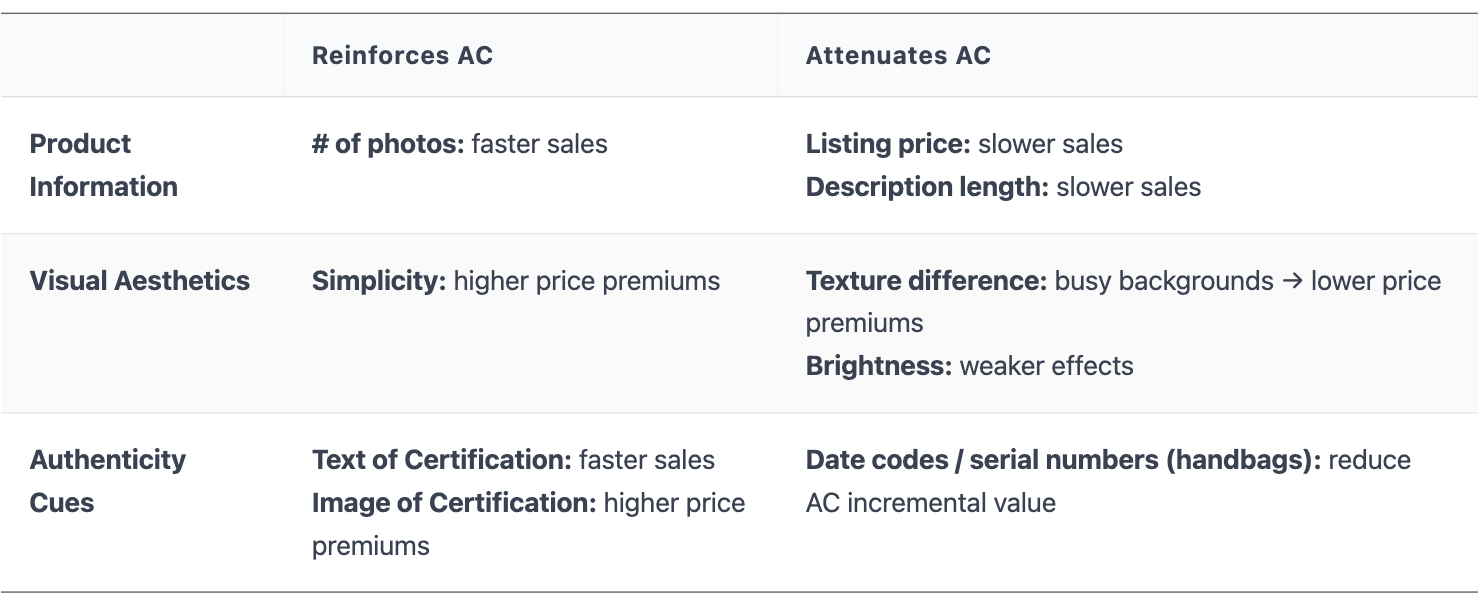 Reinforces AC
Attenuates AC
Product
Information
# of photos: faster sales
Listing price: slower sales
Description length: slower sales
Visual Aesthetics
Simplicity: higher price premiums
Texture difference: busy backgrounds → lower price
premiums
Brightness: weaker effects
Authenticity
Cues
Text of Certification: faster sales
Image of Certification: higher price
premiums
Date codes / serial numbers (handbags): reduce
AC incremental value